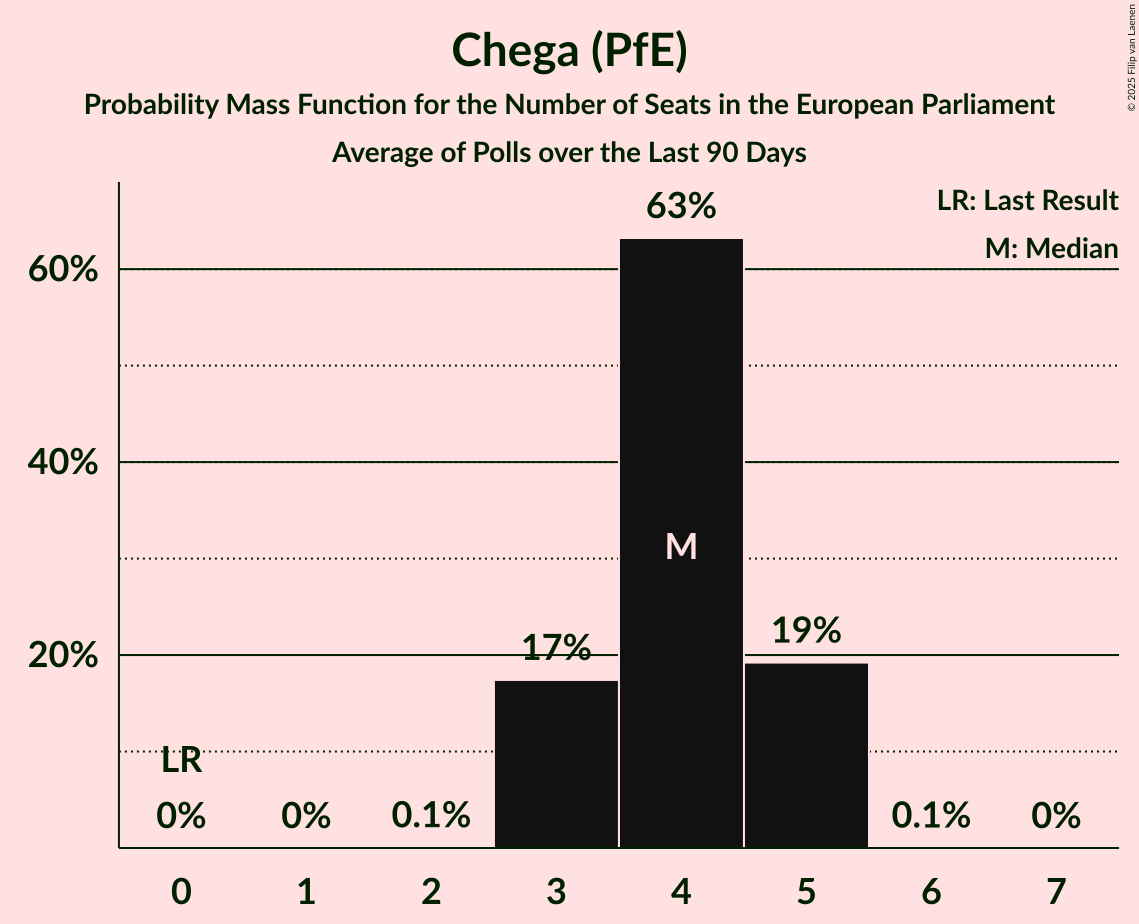 Chega (PfE)
Probability Mass Function for the Number of Seats in the European Parliament
Average of Polls over the Last 90 Days
© 2025 Filip van Laenen
LR: Last Result
M: Median
63%
60%
40%
M
19%
17%
20%
LR
0% 0% 0.1% 0.1% 0%
0 1 2 3 4 5 6 7